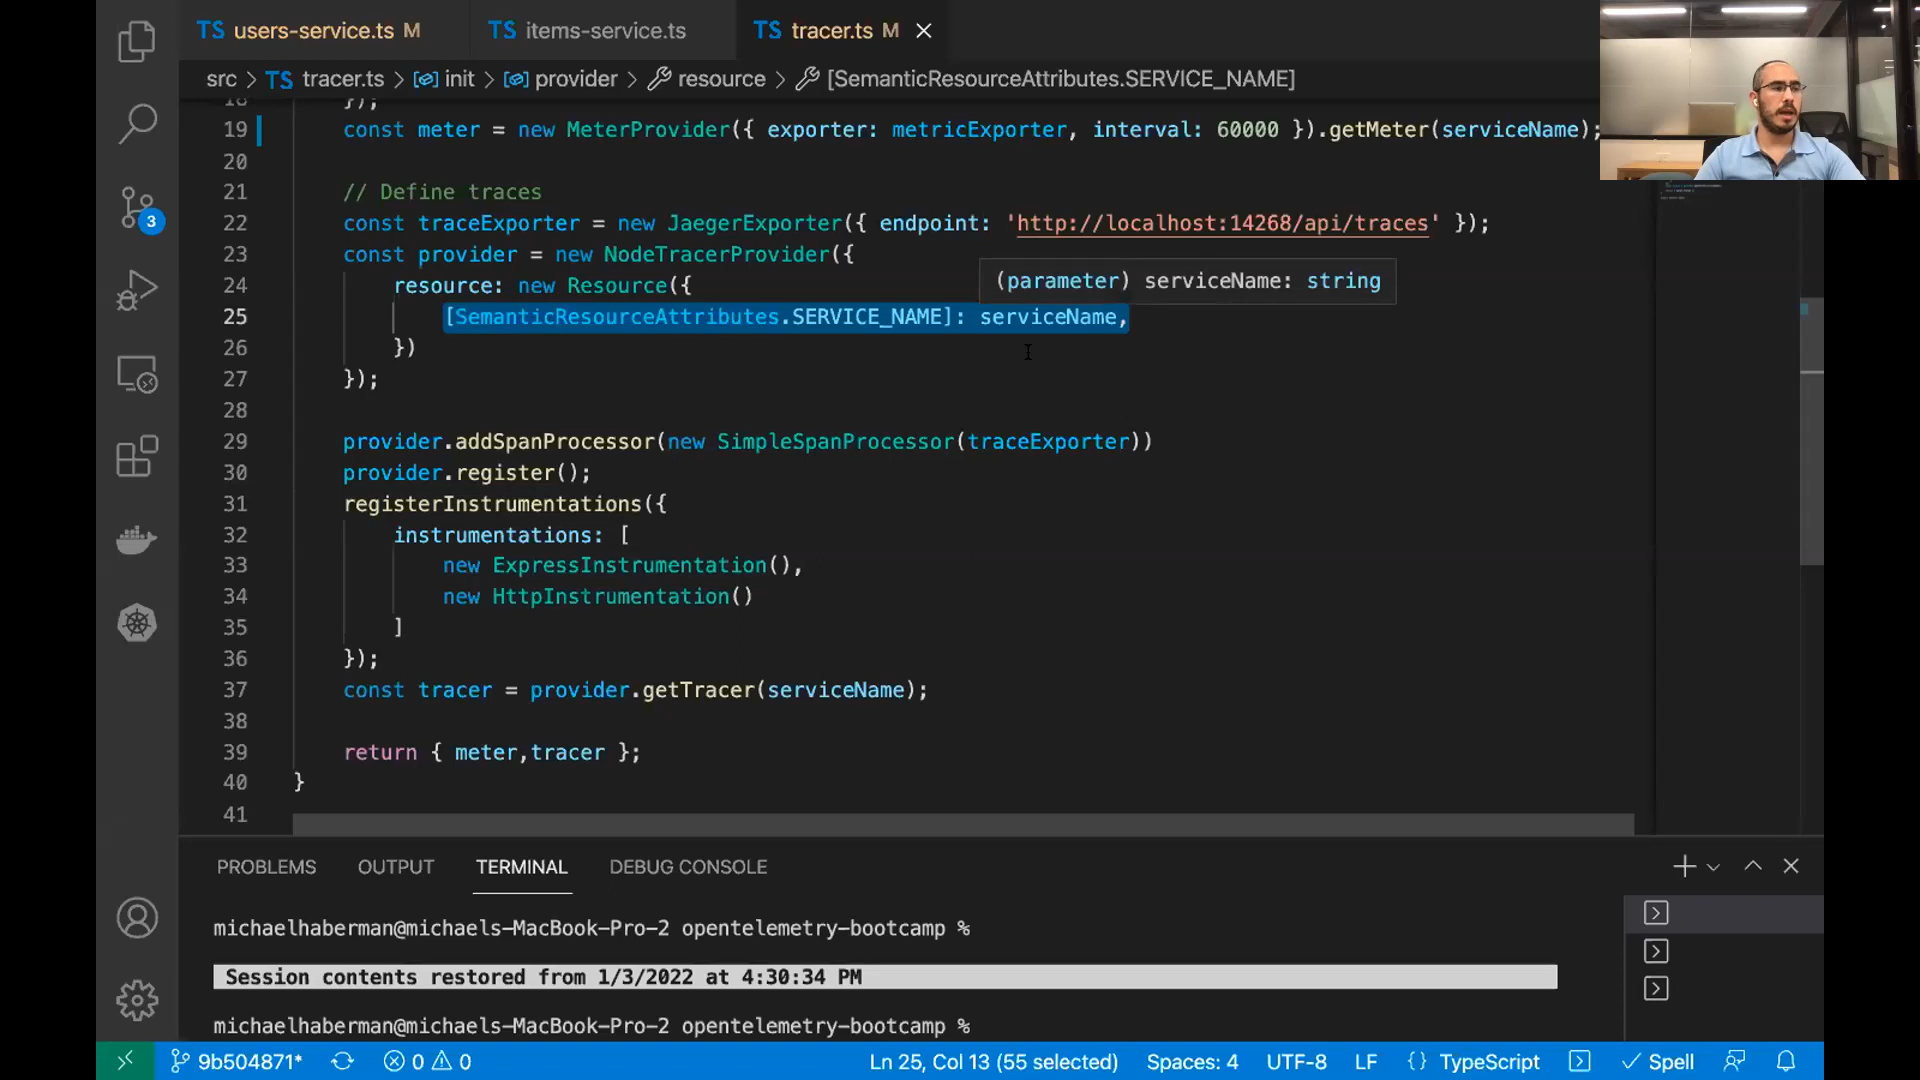 TS users-service.ts M
TS items-service.ts
TS tracer.ts M
src > TS tracer.ts > init > provider > resource > [SemanticResourceAttributes.SERVICE_NAME]
18 });
19 const meter = new MeterProvider({ exporter: metricExporter, interval: 60000 }).getMeter(serviceName);
20
21 // Define traces
22 const traceExporter = new JaegerExporter({ endpoint: 'http://localhost:14268/api/traces' });
23 const provider = new NodeTracerProvider({
24 resource: new Resource({
(parameter) serviceName: string
25 [SemanticResourceAttributes.SERVICE_NAME]: serviceName,
26 })
27 });
28
29 provider.addSpanProcessor(new SimpleSpanProcessor(traceExporter))
30 provider.register();
31 registerInstrumentations({
32 instrumentations: [
33 new ExpressInstrumentation(),
34 new HttpInstrumentation()
35 ]
36 });
37 const tracer = provider.getTracer(serviceName);
38
39 return { meter,tracer };
40 }
41
3
PROBLEMS OUTPUT TERMINAL DEBUG CONSOLE
michaelhaberman@michaels-MacBook-Pro-2 opentelemetry-bootcamp %
Session contents restored from 1/3/2022 at 4:30:34 PM
michaelhaberman@michaels-MacBook-Pro-2 opentelemetry-bootcamp %
9b504871* 0 0 Ln 25, Col 13 (55 selected) Spaces: 4 UTF-8 LF {} TypeScript Spell